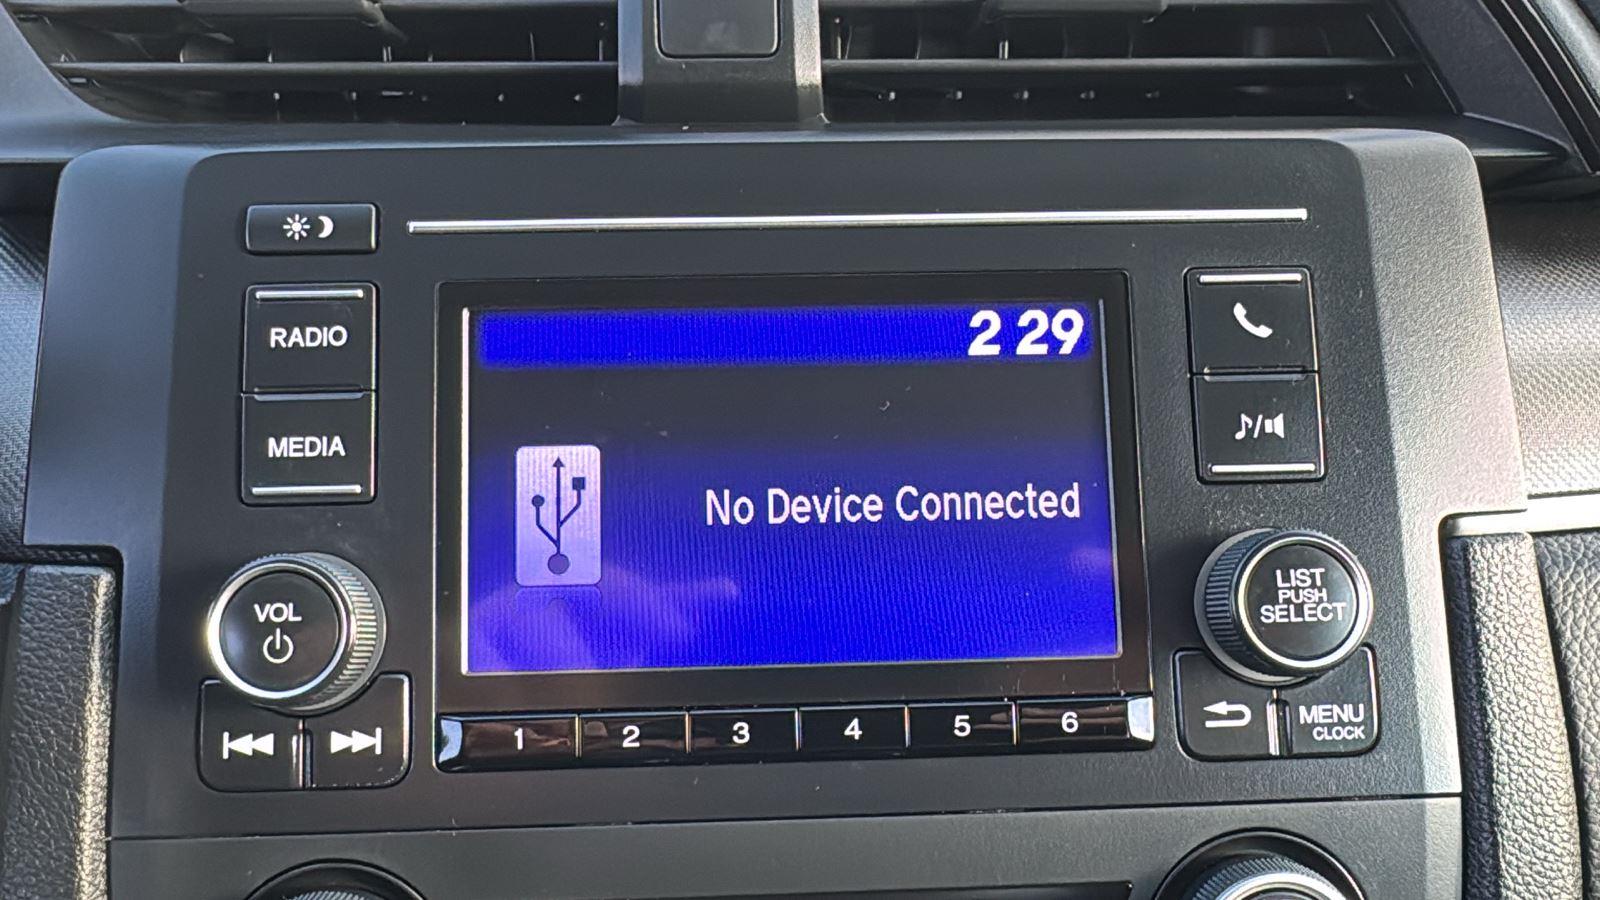 RADIO
MEDIA
VOL
2 29
No Device Connected
LIST
PUSH
SELECT
MENU
CLOCK
1 2 3 4 5 6